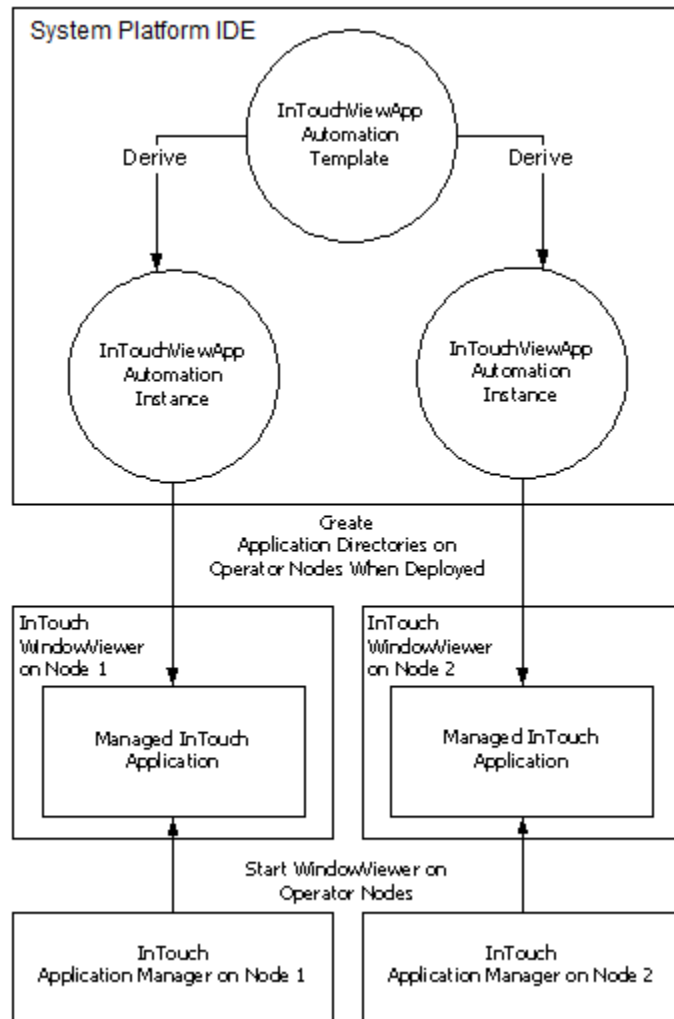 System Platform IDE
InTouchViewApp
Automation
Template
Derive
Derive
InTouchViewApp
Automation
Instance
InTouchViewApp
Automation
Instance
Create
Application Directories on
Operator Nodes When Deployed
InTouch
WindowViewer
on Node 1
InTouch
WindowViewer
on Node 2
Managed InTouch
Application
Managed InTouch
Application
Start WindowViewer on
Operator Nodes
InTouch
Application Manager on Node 1
InTouch
Application Manager on Node 2